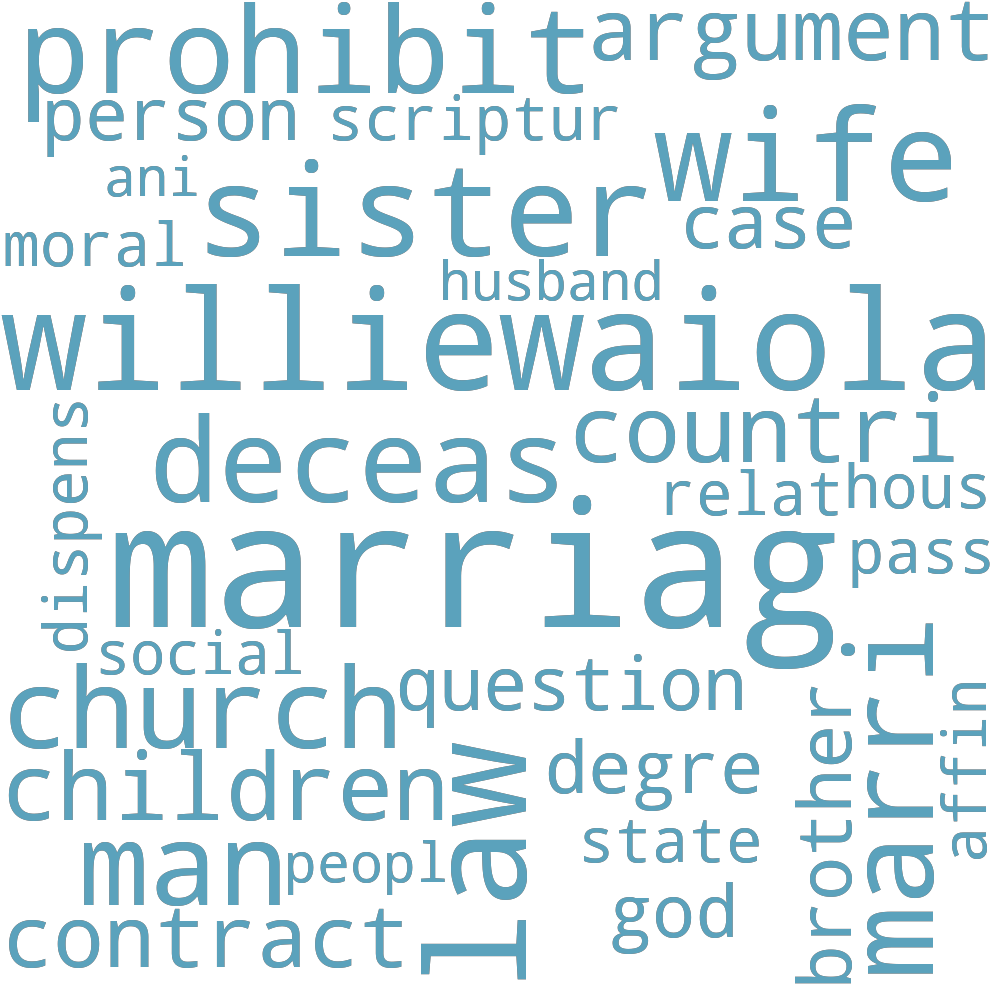 prohibit argument
person scriptur
wife
ani sister case
moral husband
williewaiola
deceas countri
relat hous
dispens marriag pass
social
church question
children degre
law marri affin
brother
man peopl state
contract god